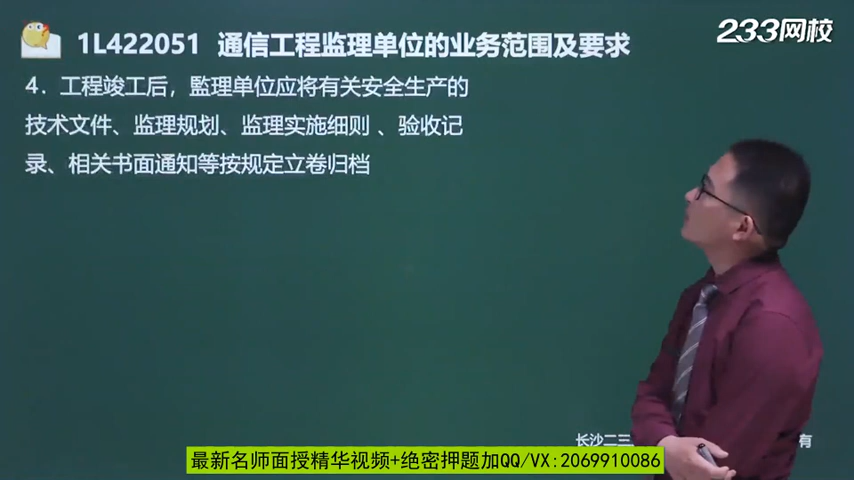 1L422051 通信工程监理单位的业务范围及要求
233网校
4．工程竣工后，監理单位应将有关安全生产的
技术文件、监理规划、监理实施细则 、验收记
录、相关书面通知等按规定立卷归档
长沙二三
有
最新名师面授精华视频+绝密押题加QQ/VX:2069910086